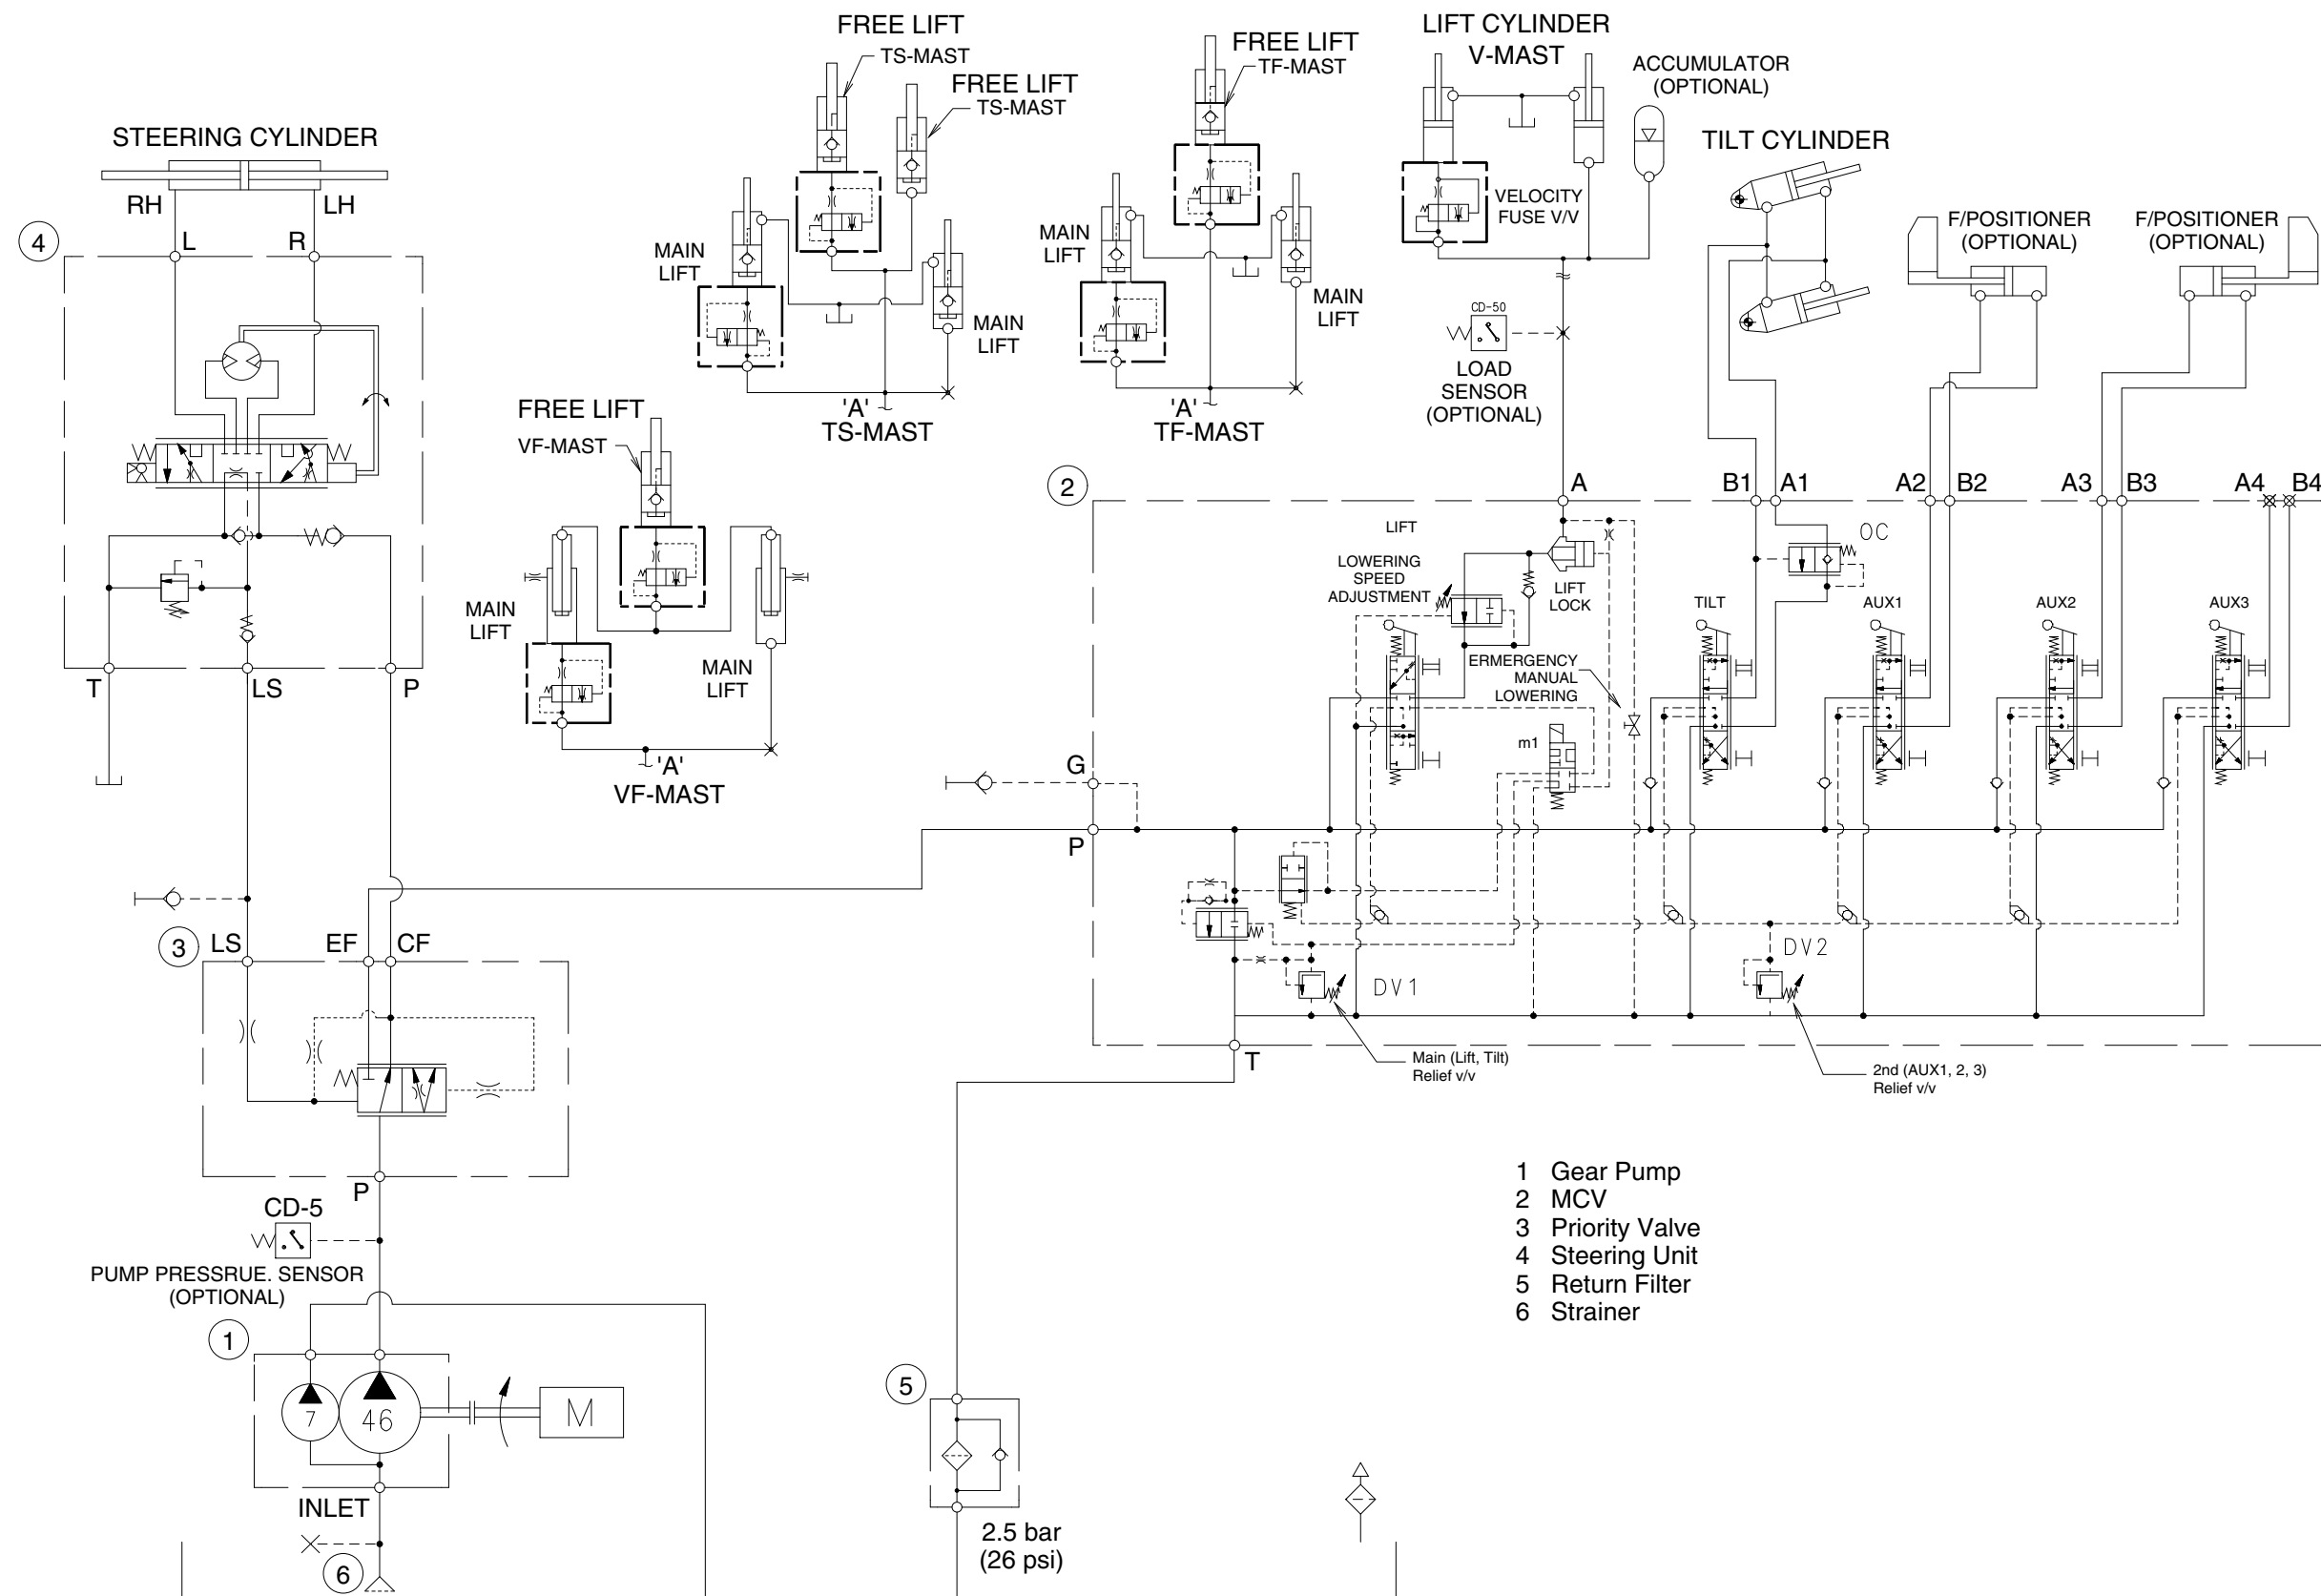 FREE LIFT
TS-MAST
FREE LIFT
TS-MAST
FREE LIFT
TF-MAST
LIFT CYLINDER
V-MAST
ACCUMULATOR
(OPTIONAL)
STEERING CYLINDER
TILT CYLINDER
RH
LH
VELOCITY
FUSE V/V
F/POSITIONER
(OPTIONAL)
F/POSITIONER
(OPTIONAL)
4
L
R
MAIN
LIFT
MAIN
LIFT
MAIN
LIFT
MAIN
LIFT
CD-50
LOAD
SENSOR
(OPTIONAL)
'A'
TS-MAST
'A'
TF-MAST
FREE LIFT
VF-MAST
2
A
B1
A1
A2
B2
A3
B3
A4
B4
LIFT
OC
LOWERING
SPEED
ADJUSTMENT
LIFT
LOCK
TILT
AUX1
AUX2
AUX3
MAIN
LIFT
MAIN
LIFT
ERMERGENCY
MANUAL
LOWERING
T
LS
P
m1
'A'
VF-MAST
G
P
3
LS
EF
CF
DV1
DV2
T
Main (Lift, Tilt)
Relief v/v
2nd (AUX1, 2, 3)
Relief v/v
P
CD-5
PUMP PRESSRUE. SENSOR
(OPTIONAL)
1 Gear Pump
2 MCV
3 Priority Valve
4 Steering Unit
5 Return Filter
6 Strainer
1
7
46
M
5
INLET
2.5 bar
(26 psi)
6